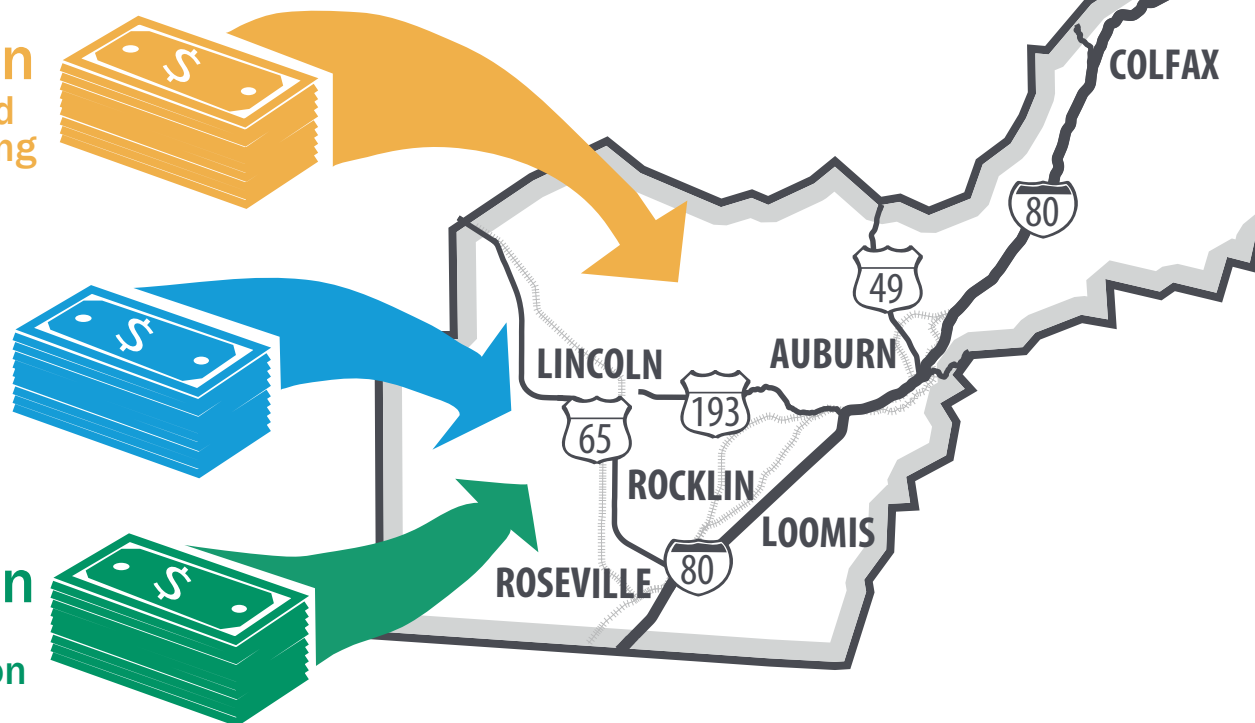 n
d
ng
$
COLFAX
80
49
$
LINCOLN
AUBURN
193
65
ROCKLIN
LOOMIS
n
$
ROSEVILLE
80
on